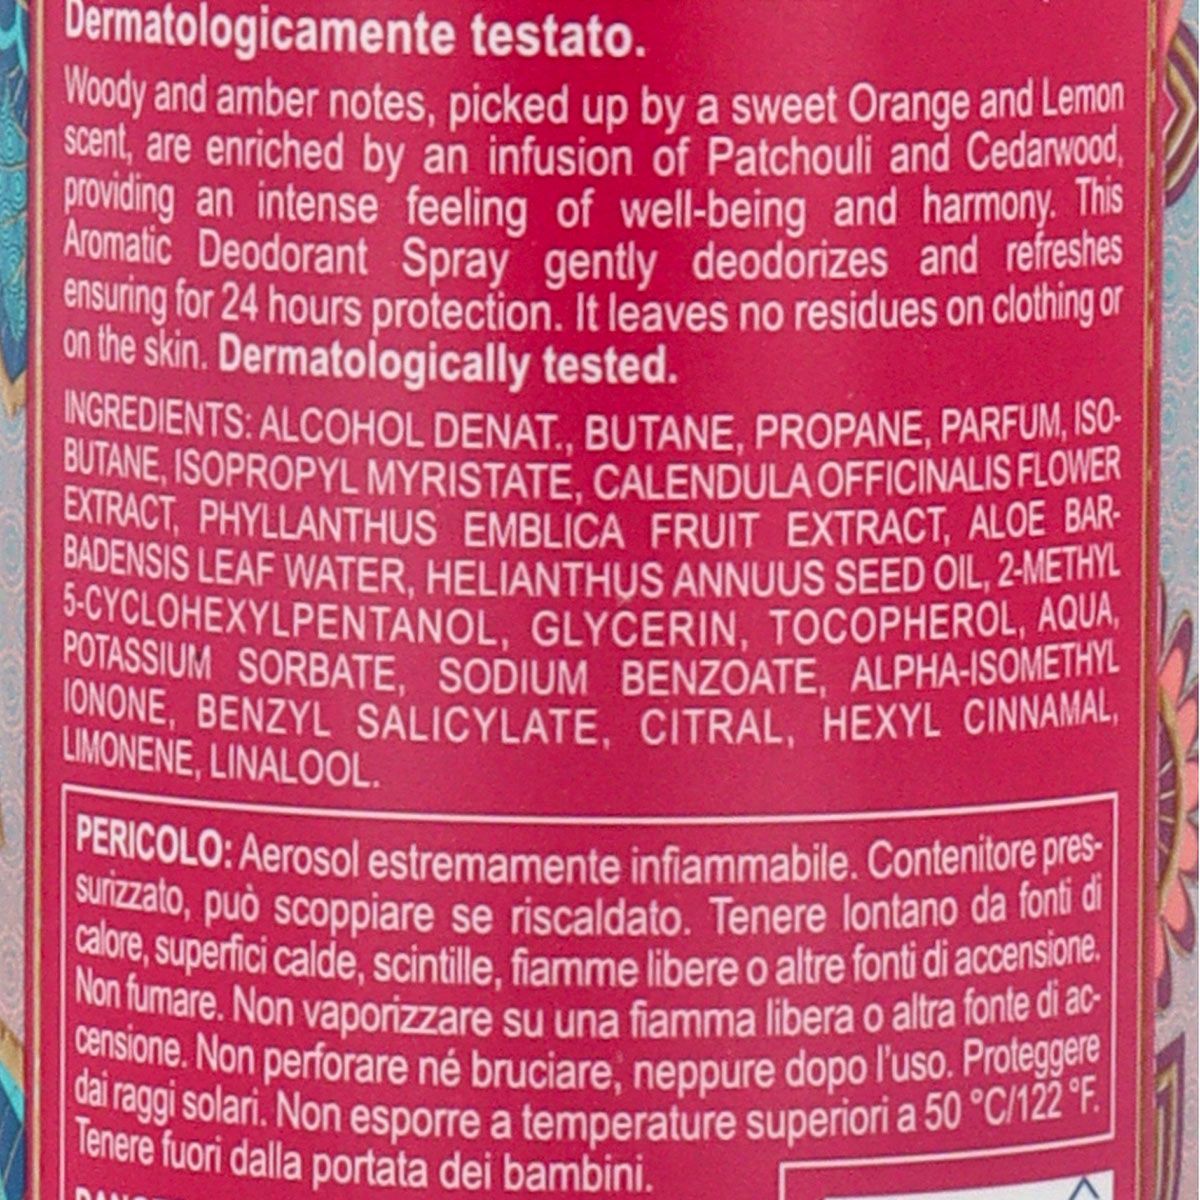 Dermatologicamente testato.
Woody and amber notes, picked up by a sweet Orange and Lemon
scent, are enriched by an infusion of Patchouli and Cedarwood,
providing an intense feeling of well-being and harmony. This
Aromatic Deodorant Spray gently deodorizes and refreshes
ensuring for 24 hours protection. It leaves no residues on clothing or
on the skin. Dermatologically tested.
INGREDIENTS: ALCOHOL DENAT., BUTANE, PROPANE, PARFUM, ISO-
BUTANE, ISOPROPYL MYRISTATE, CALENDULA OFFICINALIS FLOWER
EXTRACT, PHYLLANTHUS EMBLICA FRUIT EXTRACT, ALOE BAR-
BADENSIS LEAF WATER, HELIANTHUS ANNUUS SEED OIL, 2-METHYL
5-CYCLOHEXYLPENTANOL, GLYCERIN, TOCOPHEROL, AQUA,
POTASSIUM SORBATE, SODIUM BENZOATE, ALPHA-ISOMETHYL
IONONE, BENZYL SALICYLATE, CITRAL, HEXYL CINNAMAL,
LIMONENE, LINALOOL.
PERICOLO: Aerosol estremamente infiammabile. Contenitore pres-
surizzato, può scoppiare se riscaldato. Tenere lontano da fonti di
calore, superfici calde, scintille, fiamme libere o altre fonti di accensione.
Non fumare. Non vaporizzare su una fiamma libera o altra fonte di ac-
censione. Non perforare né bruciare, neppure dopo l'uso. Proteggere
dai raggi solari. Non esporre a temperature superiori a 50 °C/122 °F.
Tenere fuori dalla portata dei bambini.